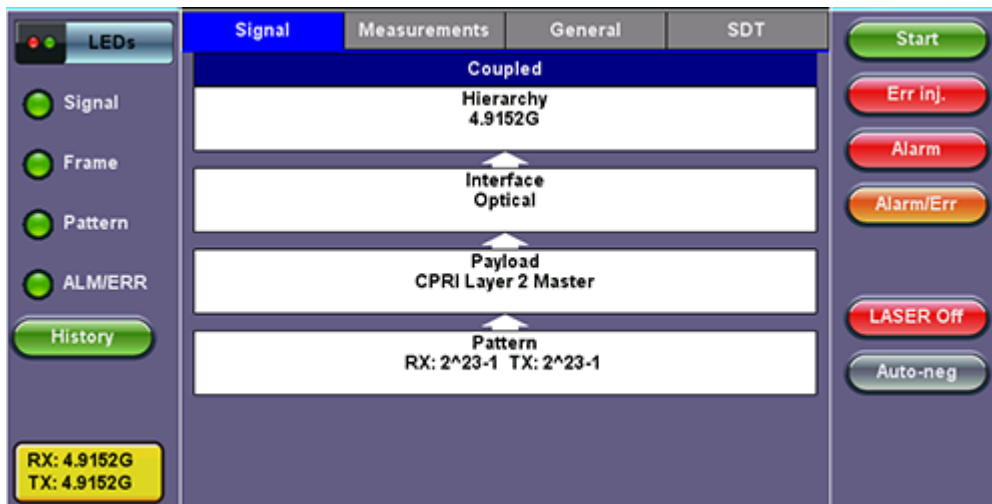 LEDs
Signal
Frame
Pattern
ALM/ERR
History
RX: 4.9152G
TX: 4.9152G
Signal Measurements General SDT
Coupled
Hierarchy
4.9152G
Interface
Optical
Payload
CPRI Layer 2 Master
Pattern
RX: 2^23-1 TX: 2^23-1
Start
Err inj.
Alarm
Alarm/Err
LASER Off
Auto-neg